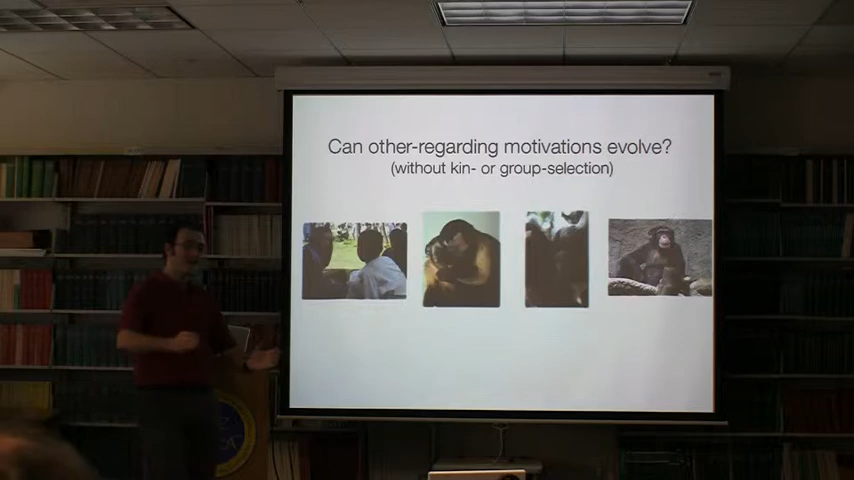 Can other-regarding motivations evolve?
(without kin- or group-selection)